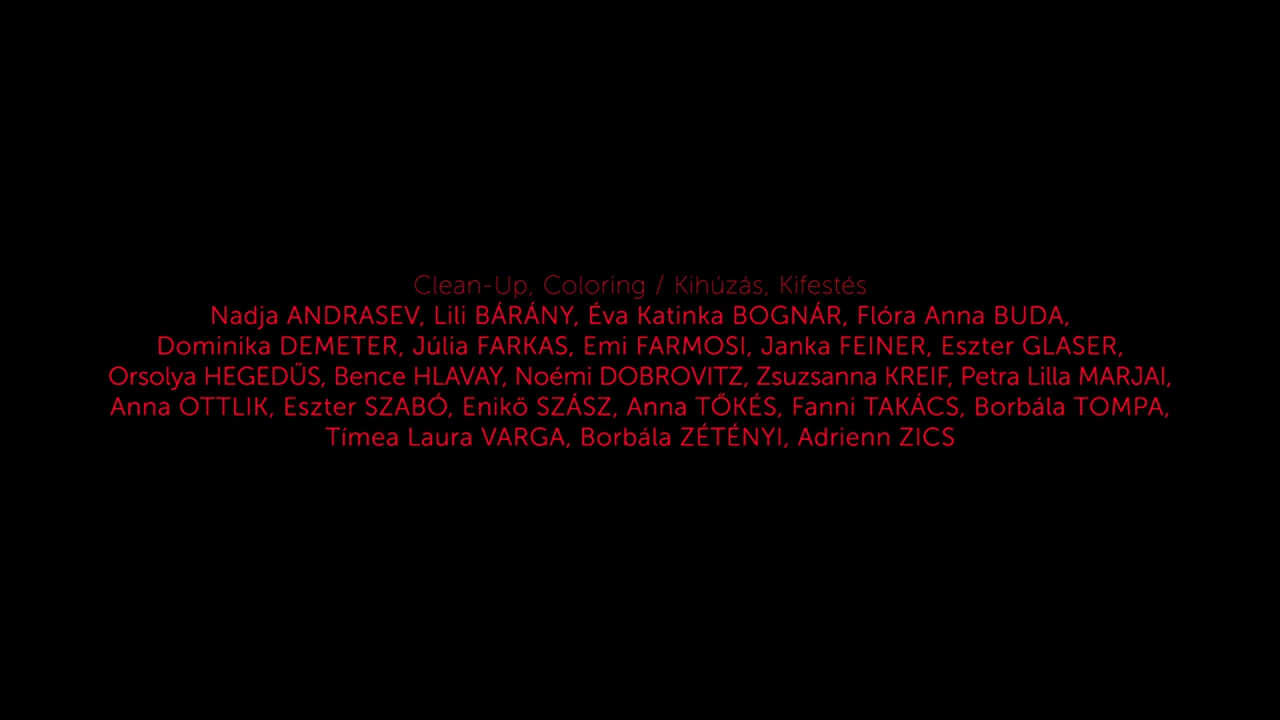 Clean-Up, Coloring / Kihúzás, Kifestés
Nadja ANDRASEV, Lili BÁRÁNY, Éva Katinka BOGNÁR, Flóra Anna BUDA,
Dominika DEMETER, Júlia FARKAS, Emi FARMOSI, Janka FEINER, Eszter GLASER,
Orsolya HEGEDŰS, Bence HLAVAY, Noémi DOBROVITZ, Zsuzsanna KREIF, Petra Lilla MARJAI,
Anna OTTLIK, Eszter SZABÓ, Enikő SZÁSZ, Anna TŐKÉS, Fanni TAKÁCS, Borbála TOMPA,
Tímea Laura VARGA, Borbála ZÉTÉNYI, Adrienn ZICS